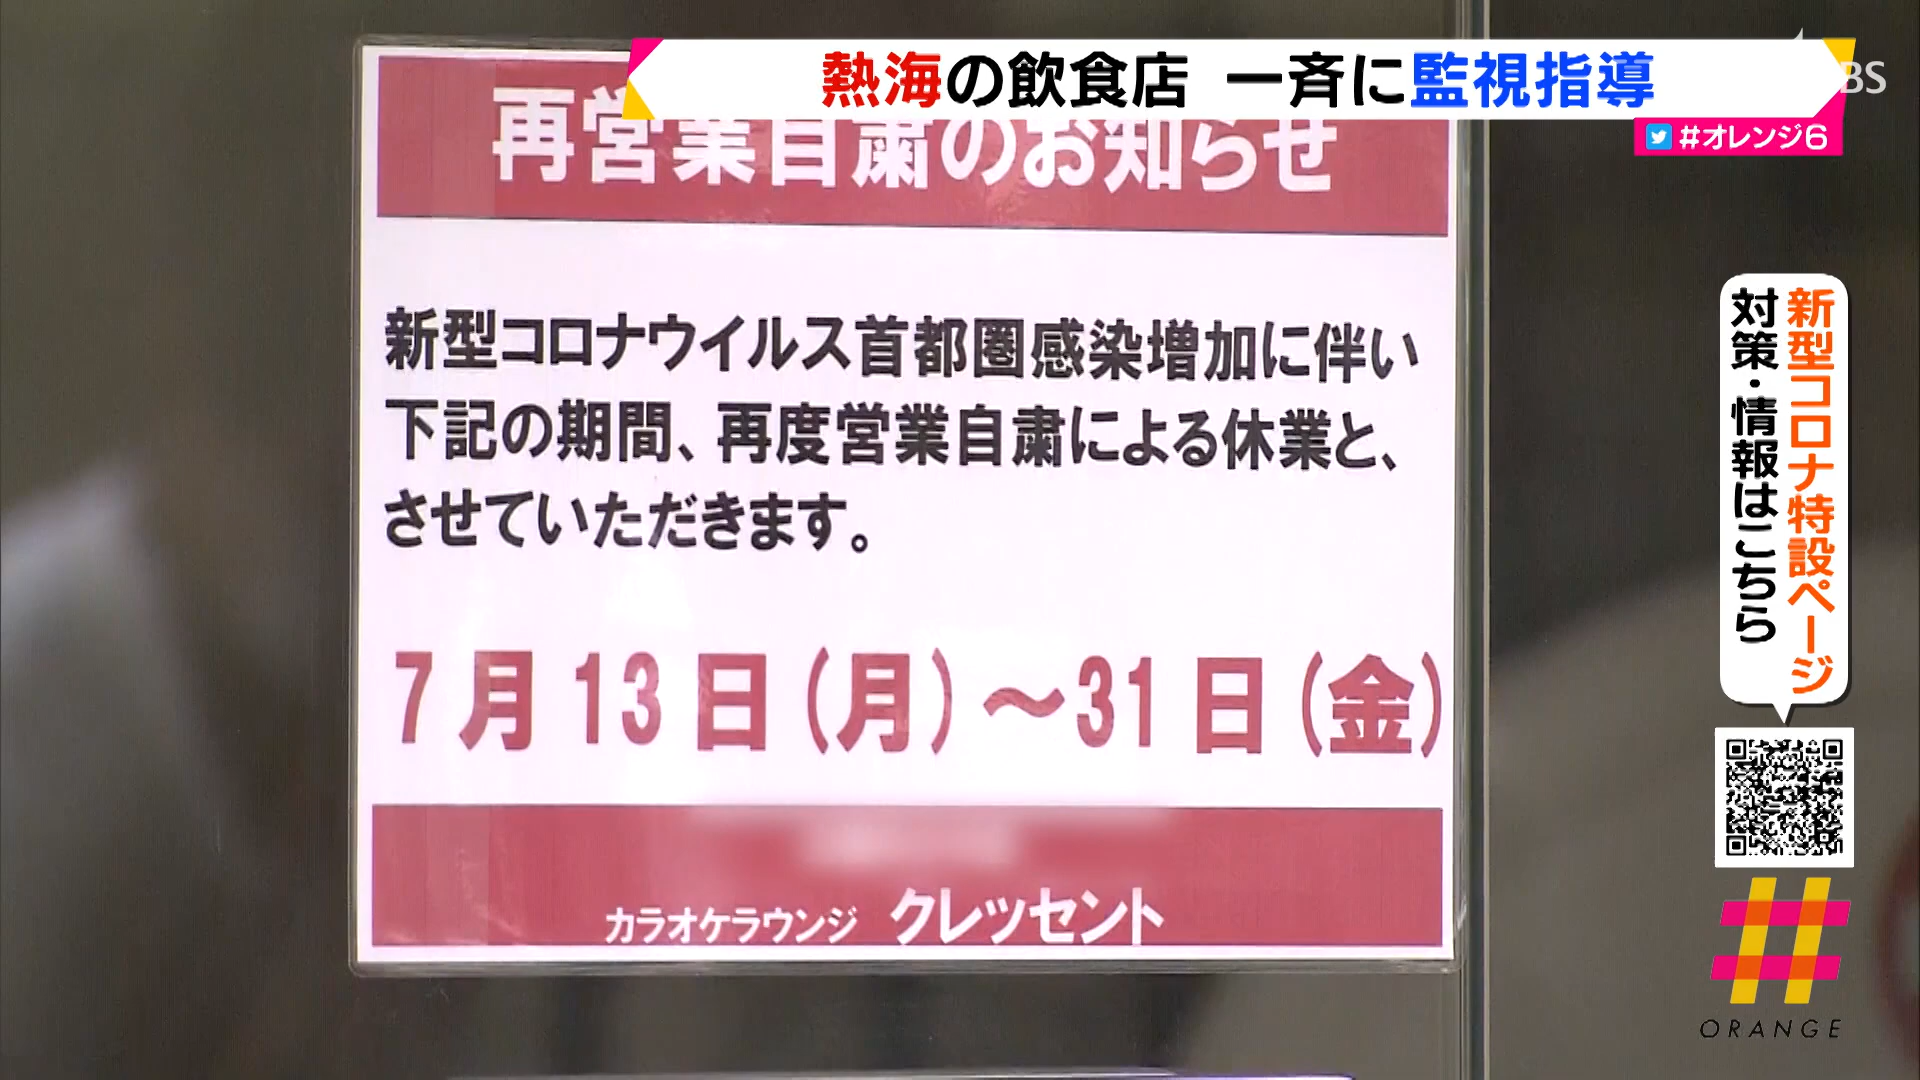 熱海の飲食店 一斉に監視指導
BS
#オレンジ6
再営業自粛のお知らせ
新型コロナウイルス首都圏感染増加に伴い
下記の期間、再度営業自粛による休業と、
させていただきます。
7月13日(月)～31日(金)
カラオケラウンジ クレッセント
新型コロナ特設ページ
対策・情報はこちら
ORANGE